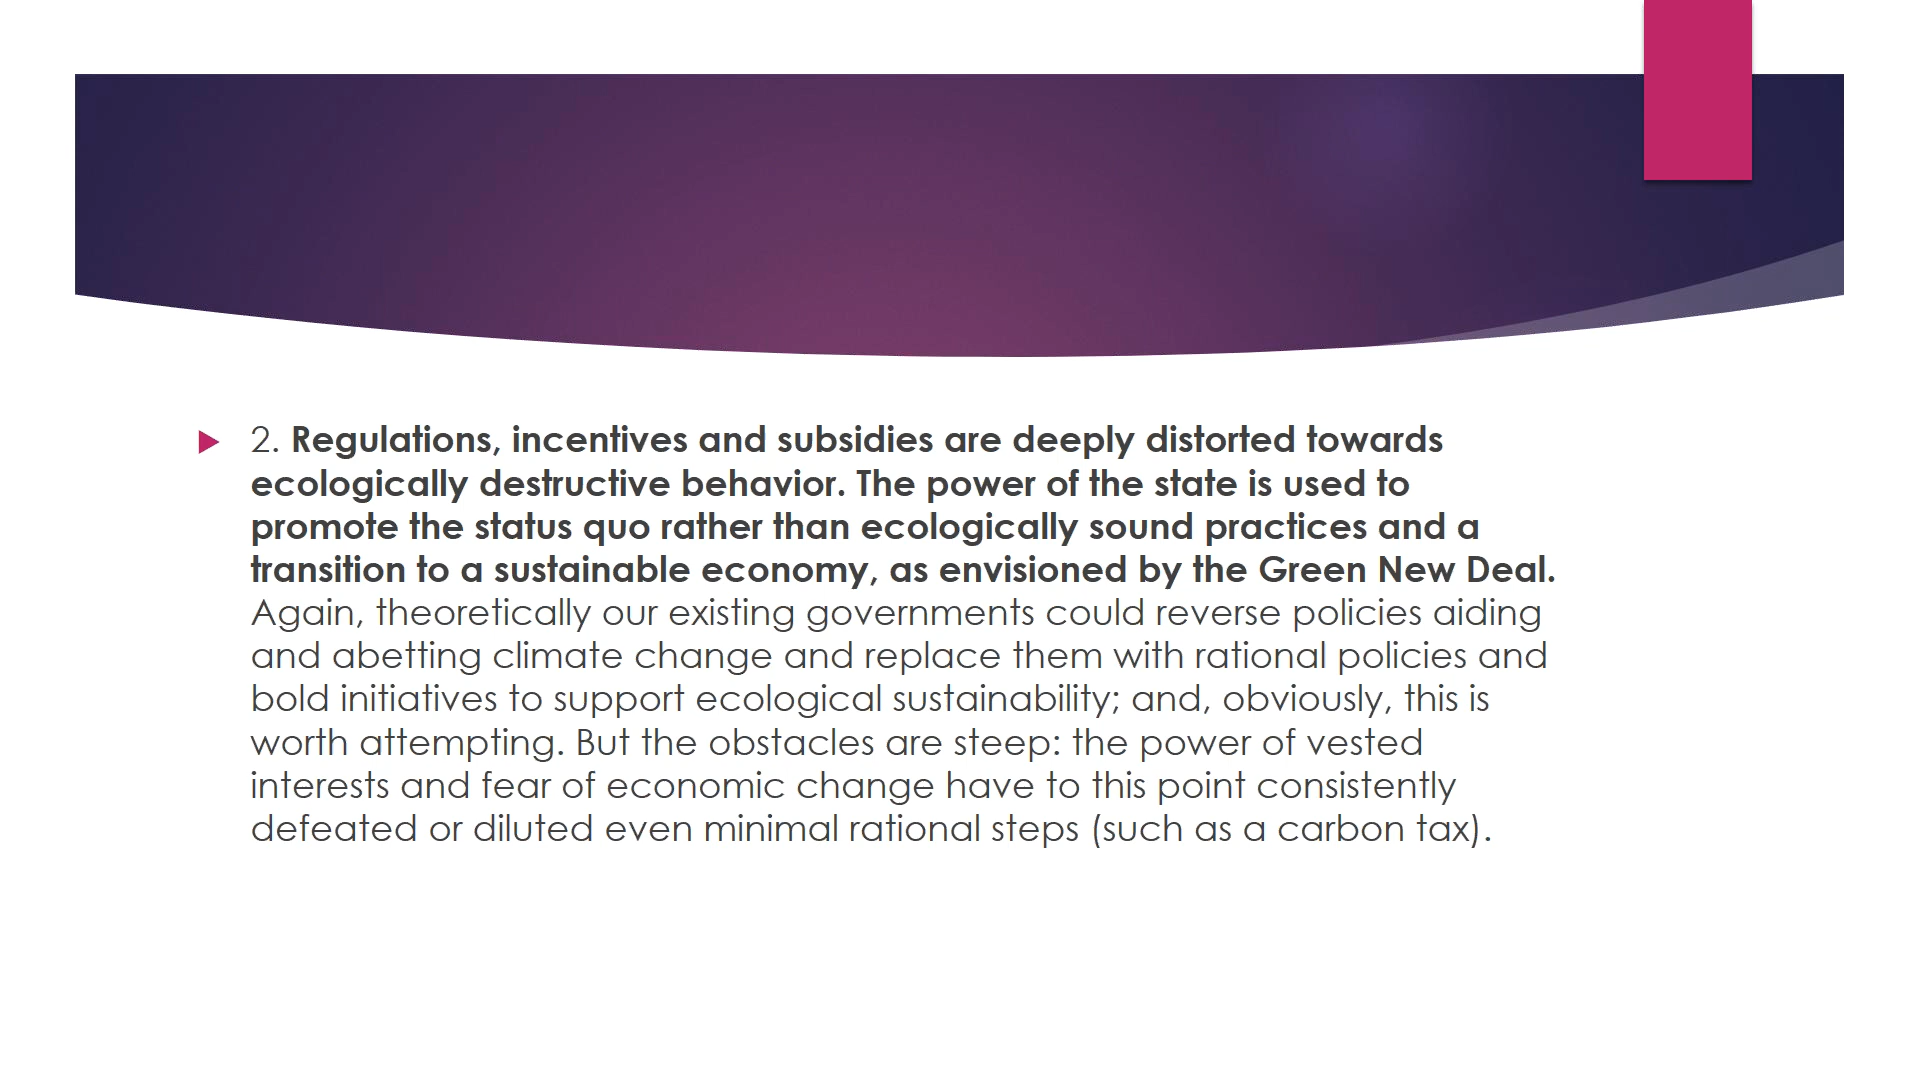 2. Regulations, incentives and subsidies are deeply distorted towards
ecologically destructive behavior. The power of the state is used to
promote the status quo rather than ecologically sound practices and a
transition to a sustainable economy, as envisioned by the Green New Deal.
Again, theoretically our existing governments could reverse policies aiding
and abetting climate change and replace them with rational policies and
bold initiatives to support ecological sustainability; and, obviously, this is
worth attempting. But the obstacles are steep: the power of vested
interests and fear of economic change have to this point consistently
defeated or diluted even minimal rational steps (such as a carbon tax).